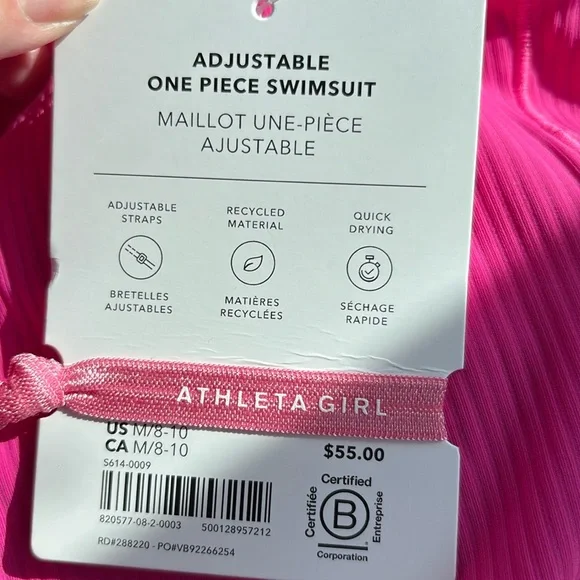 ADJUSTABLE
ONE PIECE SWIMSUIT
MAILLOT UNE-PIÈCE
AJUSTABLE
ADJUSTABLE
STRAPS
BRETELLES
AJUSTABLES
RECYCLED
MATERIAL
MATIÈRES
RECYCLÉES
QUICK
DRYING
SÉCHAGE
RAPIDE
ATHLETA GIRL
US M/8-10
CA M/8-10
S614-0009
$55.00
820577-08-2-0003 500128957212
RD#288220 - PO#VB92266254
Certified
Certifiée
B
Entreprise
Corporation